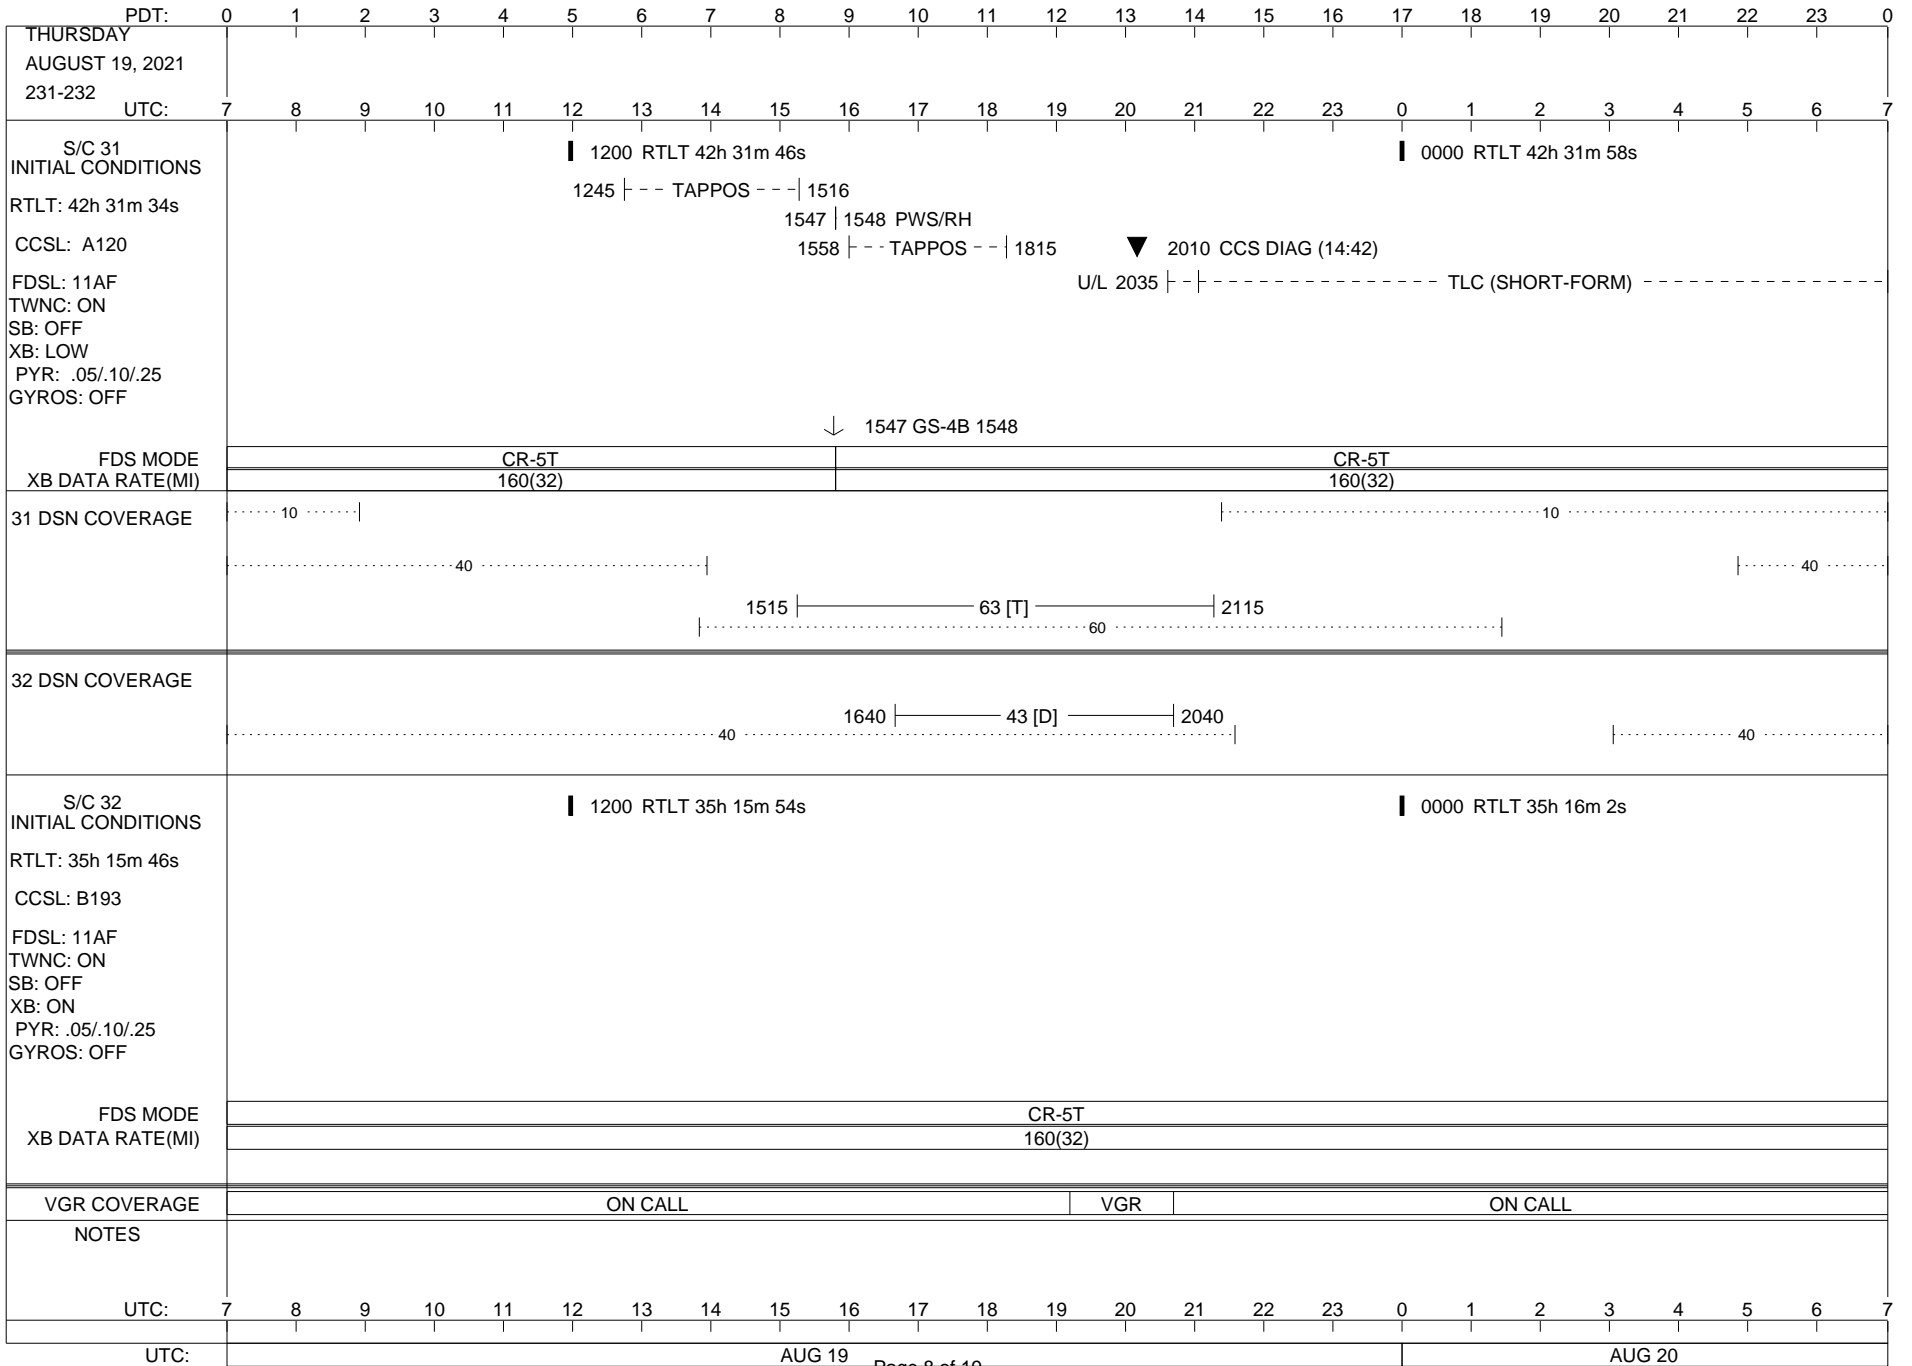 PDT: 0 1 2 3 4 5 6 7 8 9 10 11 12 13 14 15 16 17 18 19 20 21 22 23 0
THURSDAY
AUGUST 19, 2021
231-232
UTC: 7 8 9 10 11 12 13 14 15 16 17 18 19 20 21 22 23 0 1 2 3 4 5 6 7
S/C 31
INITIAL CONDITIONS
RTLT: 42h 31m 34s
CCSL: A120
FDSL: 11AF
TWNC: ON
SB: OFF
XB: LOW
PYR: .05/.10/.25
GYROS: OFF
1200 RTLT 42h 31m 46s
0000 RTLT 42h 31m 58s
1245 TAPPOS 1516
1547 1548 PWS/RH
1558 TAPPOS 1815
2010 CCS DIAG (14:42)
U/L 2035 TLC (SHORT-FORM)
1547 GS-4B 1548
FDS MODE CR-5T CR-5T
XB DATA RATE(MI) 160(32) 160(32)
31 DSN COVERAGE
10 10
40 40
1515 63 [T] 2115
60
32 DSN COVERAGE
1640 43 [D] 2040
40 40
S/C 32
INITIAL CONDITIONS
RTLT: 35h 15m 46s
CCSL: B193
FDSL: 11AF
TWNC: ON
SB: OFF
XB: ON
PYR: .05/.10/.25
GYROS: OFF
1200 RTLT 35h 15m 54s
0000 RTLT 35h 16m 2s
FDS MODE CR-5T
XB DATA RATE(MI) 160(32)
VGR COVERAGE ON CALL VGR ON CALL
NOTES
UTC: 7 8 9 10 11 12 13 14 15 16 17 18 19 20 21 22 23 0 1 2 3 4 5 6 7
UTC: AUG 19 AUG 20
Page 8 of 19